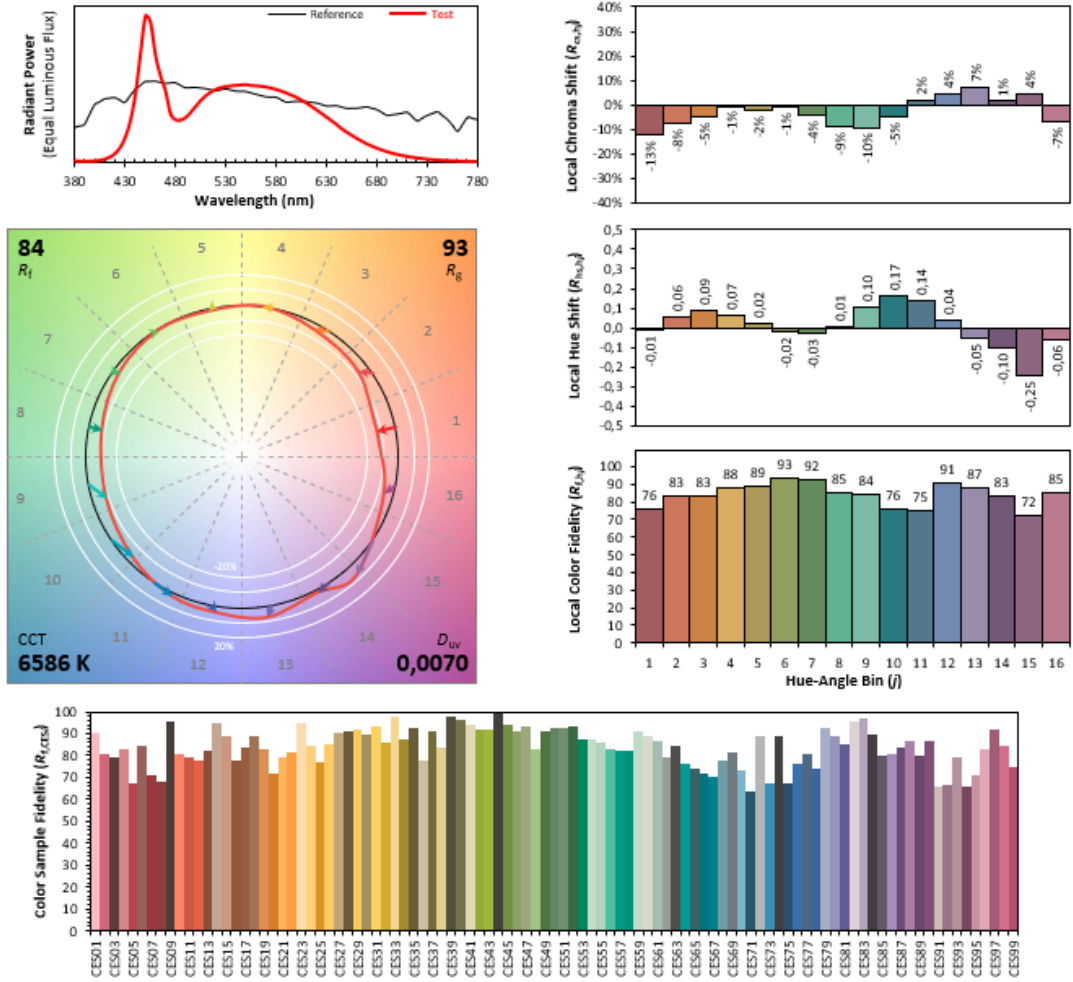 Reference Test
Radiant Power
(Equal Luminous Flux)
380 430 480 530 580 630 680 730 780
Wavelength (nm)
Local Chroma Shift (Rcs,hj)
40%
30%
20%
10%
0%
-10%
-20%
-30%
-40%
-13% -8% -5% -1% -2% -1% -4% -9% -10% -5% 2% 4% 7% 1% 4% -7%
84
Rf
93
Rg
5 4
6 3
7 2
8 1
9 16
10 15
11 14
12 13
-20%
20%
CCT
6586 K
Duv
0,0070
Local Hue Shift (Rhs,hj)
0,5
0,4
0,3
0,2
0,1
0,0
-0,1
-0,2
-0,3
-0,4
-0,5
-0,01 0,06 0,09 0,07 0,02 -0,02 -0,03 0,01 0,10 0,17 0,14 0,04 -0,05 -0,10 -0,25 -0,06
Local Color Fidelity (Rf,hj)
100
90
80
70
60
50
40
30
20
10
0
76 83 83 88 89 93 92 85 84 76 75 91 87 83 72 85
1 2 3 4 5 6 7 8 9 10 11 12 13 14 15 16
Hue-Angle Bin (j)
Color Sample Fidelity (Rf,CESi)
100
90
80
70
60
50
40
30
20
10
0
CES01 CES03 CES05 CES07 CES09 CES11 CES13 CES15 CES17 CES19 CES21 CES23 CES25 CES27 CES29 CES31 CES33 CES35 CES37 CES39 CES41 CES43 CES45 CES47 CES49 CES51 CES53 CES55 CES57 CES59 CES61 CES63 CES65 CES67 CES69 CES71 CES73 CES75 CES77 CES79 CES81 CES83 CES85 CES87 CES89 CES91 CES93 CES95 CES97 CES99